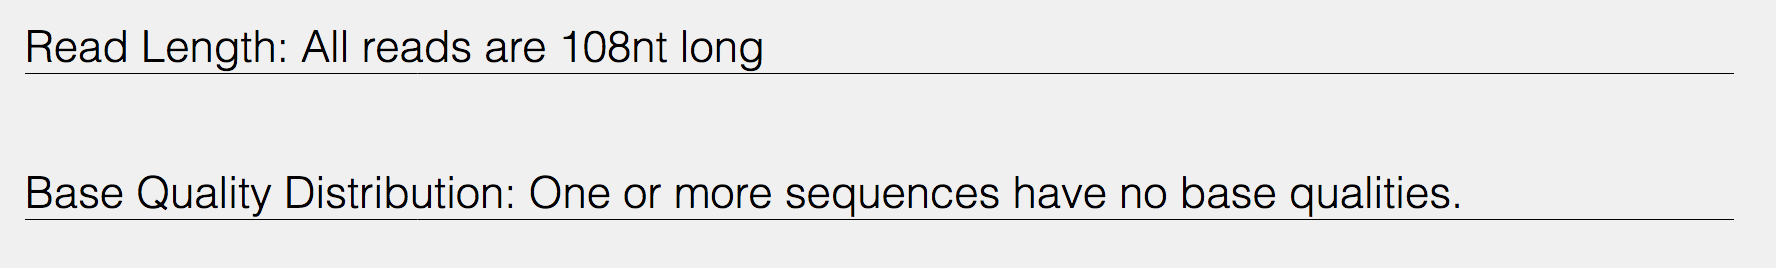 Read Length: All reads are 108nt long
Base Quality Distribution: One or more sequences have no base qualities.